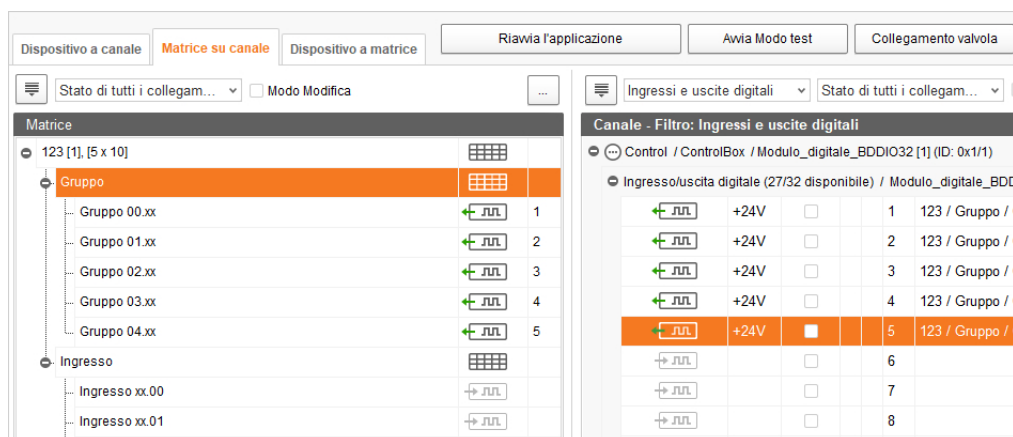 Dispositivo a canale
Matrice su canale
Dispositivo a matrice
Riavvia l'applicazione
Avvia Modo test
Collegamento valvola
Stato di tutti i collegam...
Modo Modifica
...
Ingressi e uscite digitali
Stato di tutti i collegam...
Matrice
Canale - Filtro: Ingressi e uscite digitali
123 [1], [5 x 10]
Control / ControlBox / Modulo_digitale_BDDIO32 [1] (ID: 0x1/1)
Gruppo
Ingresso/uscita digitale (27/32 disponibile) / Modulo_digitale_BDD
Gruppo 00.xx 1
+24V 1 123 / Gruppo /
Gruppo 01.xx 2
+24V 2 123 / Gruppo /
Gruppo 02.xx 3
+24V 3 123 / Gruppo /
Gruppo 03.xx 4
+24V 4 123 / Gruppo /
Gruppo 04.xx 5
+24V 5 123 / Gruppo /
Ingresso
6
Ingresso xx.00
7
Ingresso xx.01
8